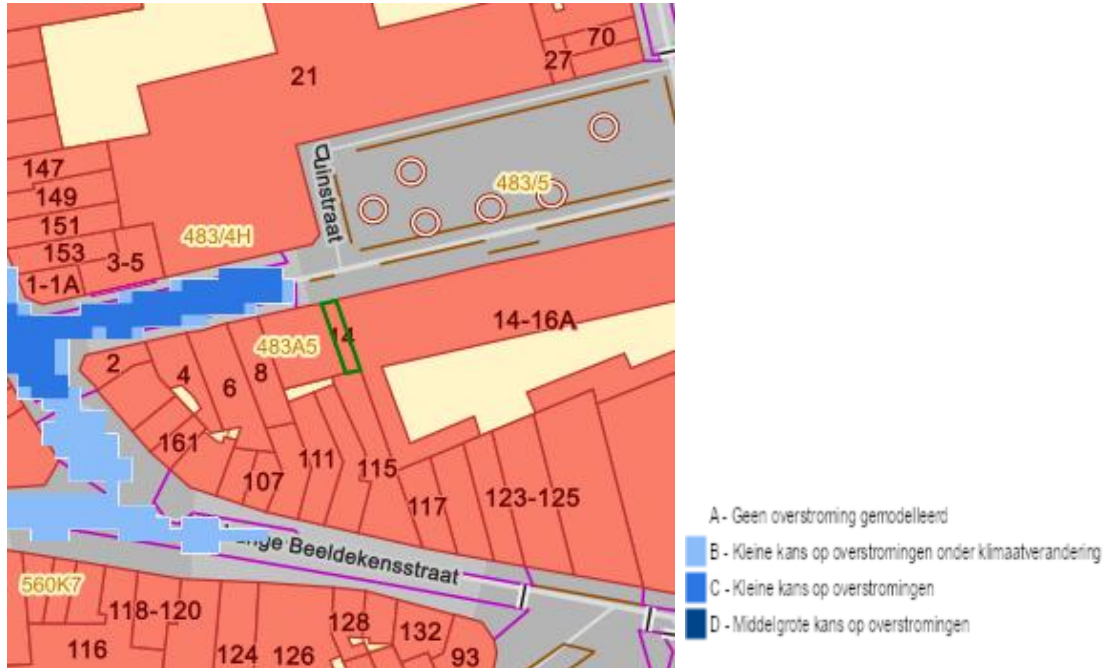 70
27
21
Quinstraat
147
149
483/5
151
483/4H
153
3-5
1-1A
14-16A
14
483A5
2
4
8
6
161
111
115
107
117
123-125
Beeldekensstraat
560K7
118-120
128
132
116
124
126
93
A - Geen overstroming gemodelleerd
B - Kleine kans op overstromingen onder klimaatverandering
C - Kleine kans op overstromingen
D - Middelgrote kans op overstromingen